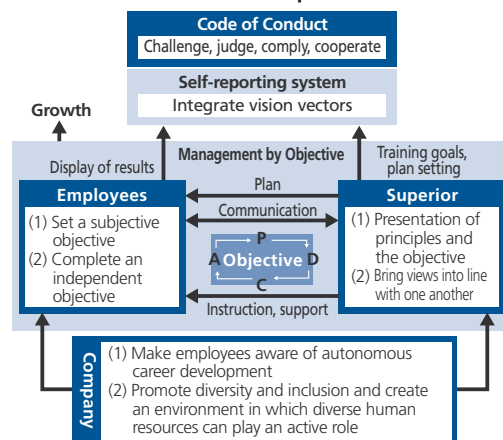 Code of Conduct
Challenge, judge, comply, cooperate
Self-reporting system
Integrate vision vectors
Growth
Display of results
Management by Objective
Training goals,
plan setting
Employees
(1) Set a subjective
objective
(2) Complete an
independent
objective
Plan
Communication
P
A Objective D
C
Instruction, support
Superior
(1) Presentation of
principles and
the objective
(2) Bring views into line
with one another
Company
(1) Make employees aware of autonomous
career development
(2) Promote diversity and inclusion and create
an environment in which diverse human
resources can play an active role